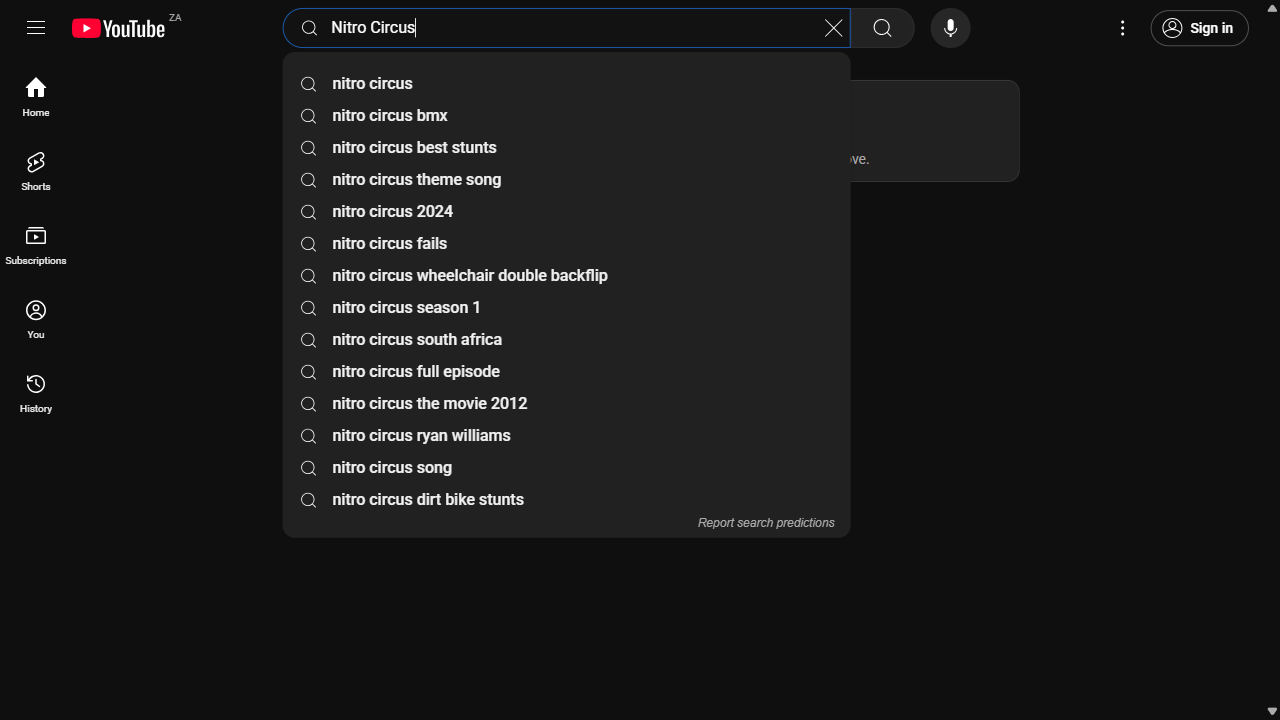 YouTube ZA
Nitro Circus
Sign in
Home
Shorts
Subscriptions
You
History
nitro circus
nitro circus bmx
nitro circus best stunts
nitro circus theme song
nitro circus 2024
nitro circus fails
nitro circus wheelchair double backflip
nitro circus season 1
nitro circus south africa
nitro circus full episode
nitro circus the movie 2012
nitro circus ryan williams
nitro circus song
nitro circus dirt bike stunts
Report search predictions